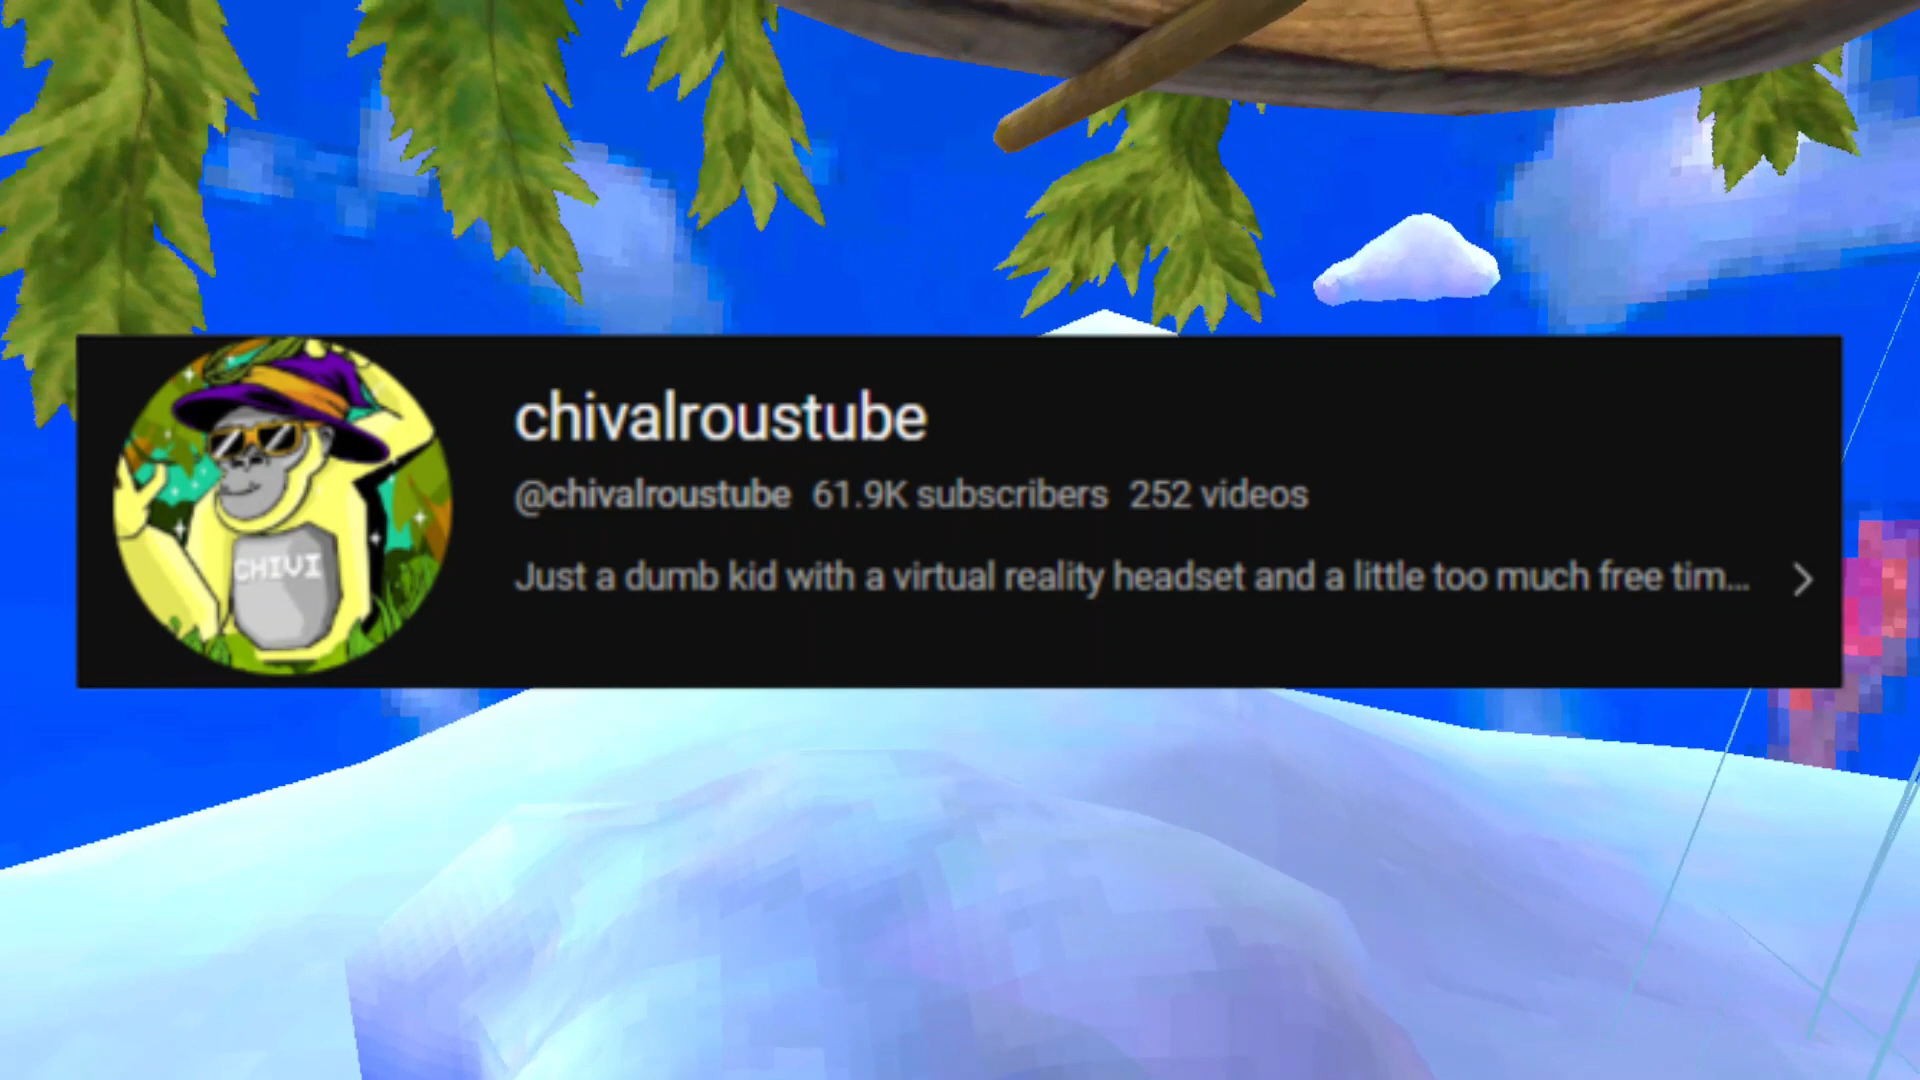 chivalroustube
@chivalroustube 61.9K subscribers 252 videos
Just a dumb kid with a virtual reality headset and a little too much free tim...
CHIVI